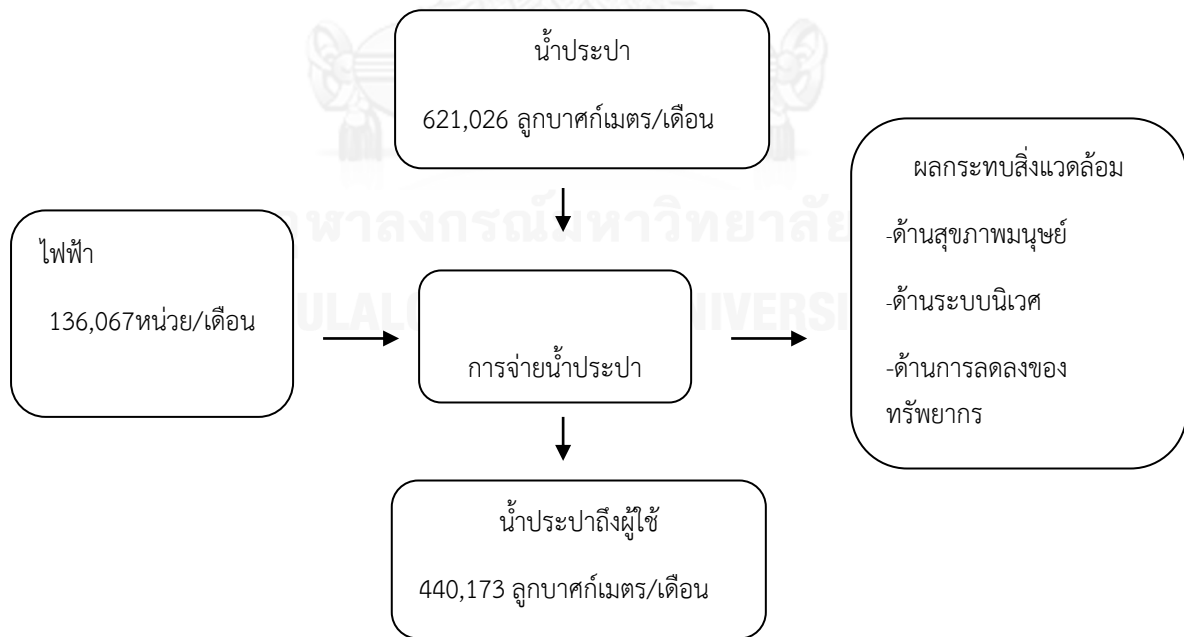 น้ำประปา
621,026 ลูกบาศก์เมตร/เดือน
ไฟฟ้า
136,067หน่วย/เดือน
การจ่ายน้ำประปา
ผลกระทบสิ่งแวดล้อม
-ด้านสุขภาพมนุษย์
-ด้านระบบนิเวศ
-ด้านการลดลงของ
ทรัพยากร
น้ำประปาถึงผู้ใช้
440,173 ลูกบาศก์เมตร/เดือน